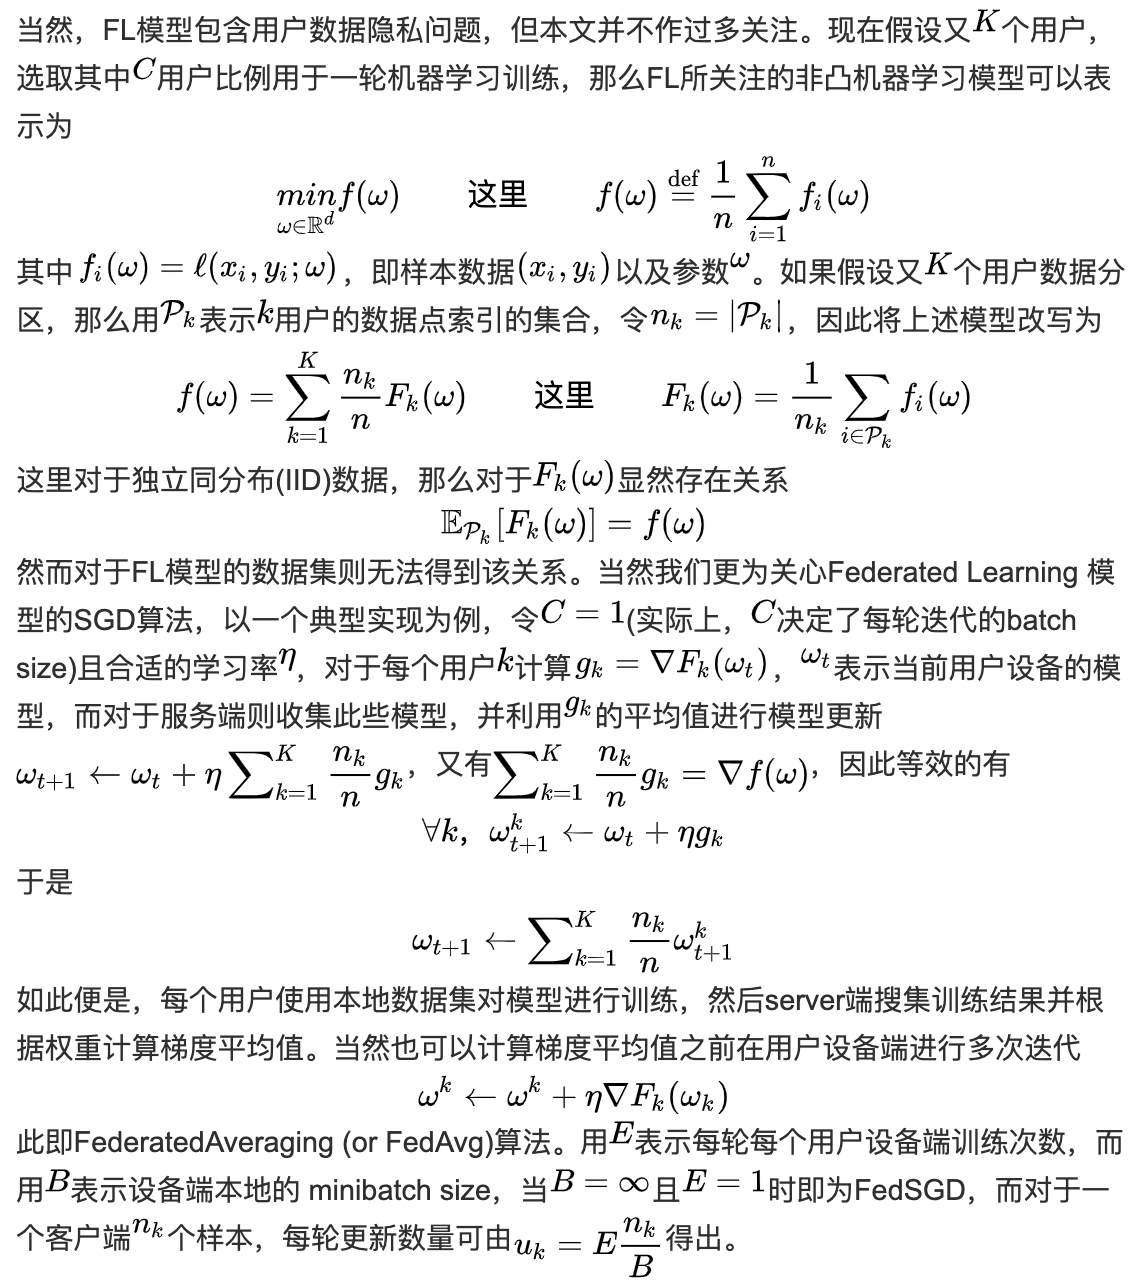 当然，FL模型包含用户数据隐私问题，但本文并不作过多关注。现在假设又K个用户，
选取其中C用户比例用于一轮机器学习训练，那么FL所关注的非凸机器学习模型可以表
示为
$\underset{\omega\in\mathbb{R}^d}{min} f(\omega)$ 这里 $f(\omega) \overset{\text{def}}{=} \frac{1}{n}\sum_{i=1}^{n} f_i(\omega)$
其中 $f_i(\omega) = \ell(x_i, y_i; \omega)$，即样本数据$(x_i, y_i)$以及参数$\omega$。如果假设又$K$个用户数据分
区，那么用$\mathcal{P}_k$表示$k$用户的数据点索引的集合，令$n_k = |\mathcal{P}_k|$，因此将上述模型改写为
$f(\omega) = \sum_{k=1}^{K} \frac{n_k}{n} F_k(\omega)$ 这里 $F_k(\omega) = \frac{1}{n_k}\sum_{i\in\mathcal{P}_k} f_i(\omega)$
这里对于独立同分布(IID)数据，那么对于$F_k(\omega)$显然存在关系
$\mathbb{E}_{\mathcal{P}_k}[F_k(\omega)] = f(\omega)$
然而对于FL模型的数据集则无法得到该关系。当然我们更为关心Federated Learning 模
型的SGD算法，以一个典型实现为例，令$C = 1$(实际上，$C$决定了每轮迭代的batch
size)且合适的学习率$\eta$，对于每个用户$k$计算$g_k = \nabla F_k(\omega_t)$，$\omega_t$表示当前用户设备的模
型，而对于服务端则收集此些模型，并利用$g_k$的平均值进行模型更新
$\omega_{t+1} \leftarrow \omega_t + \eta\sum_{k=1}^{K} \frac{n_k}{n} g_k$，又有$\sum_{k=1}^{K} \frac{n_k}{n} g_k = \nabla f(\omega)$，因此等效的有
$\forall k，\omega_{t+1}^k \leftarrow \omega_t + \eta g_k$
于是
$\omega_{t+1} \leftarrow \sum_{k=1}^{K} \frac{n_k}{n} \omega_{t+1}^k$
如此便是，每个用户使用本地数据集对模型进行训练，然后server端搜集训练结果并根
据权重计算梯度平均值。当然也可以计算梯度平均值之前在用户设备端进行多次迭代
$\omega^k \leftarrow \omega^k + \eta\nabla F_k(\omega_k)$
此即FederatedAveraging (or FedAvg)算法。用$E$表示每轮每个用户设备端训练次数，而
用$B$表示设备端本地的 minibatch size，当$B = \infty$且$E = 1$时即为FedSGD，而对于一
个客户端$n_k$个样本，每轮更新数量可由$u_k = E\frac{n_k}{B}$得出。